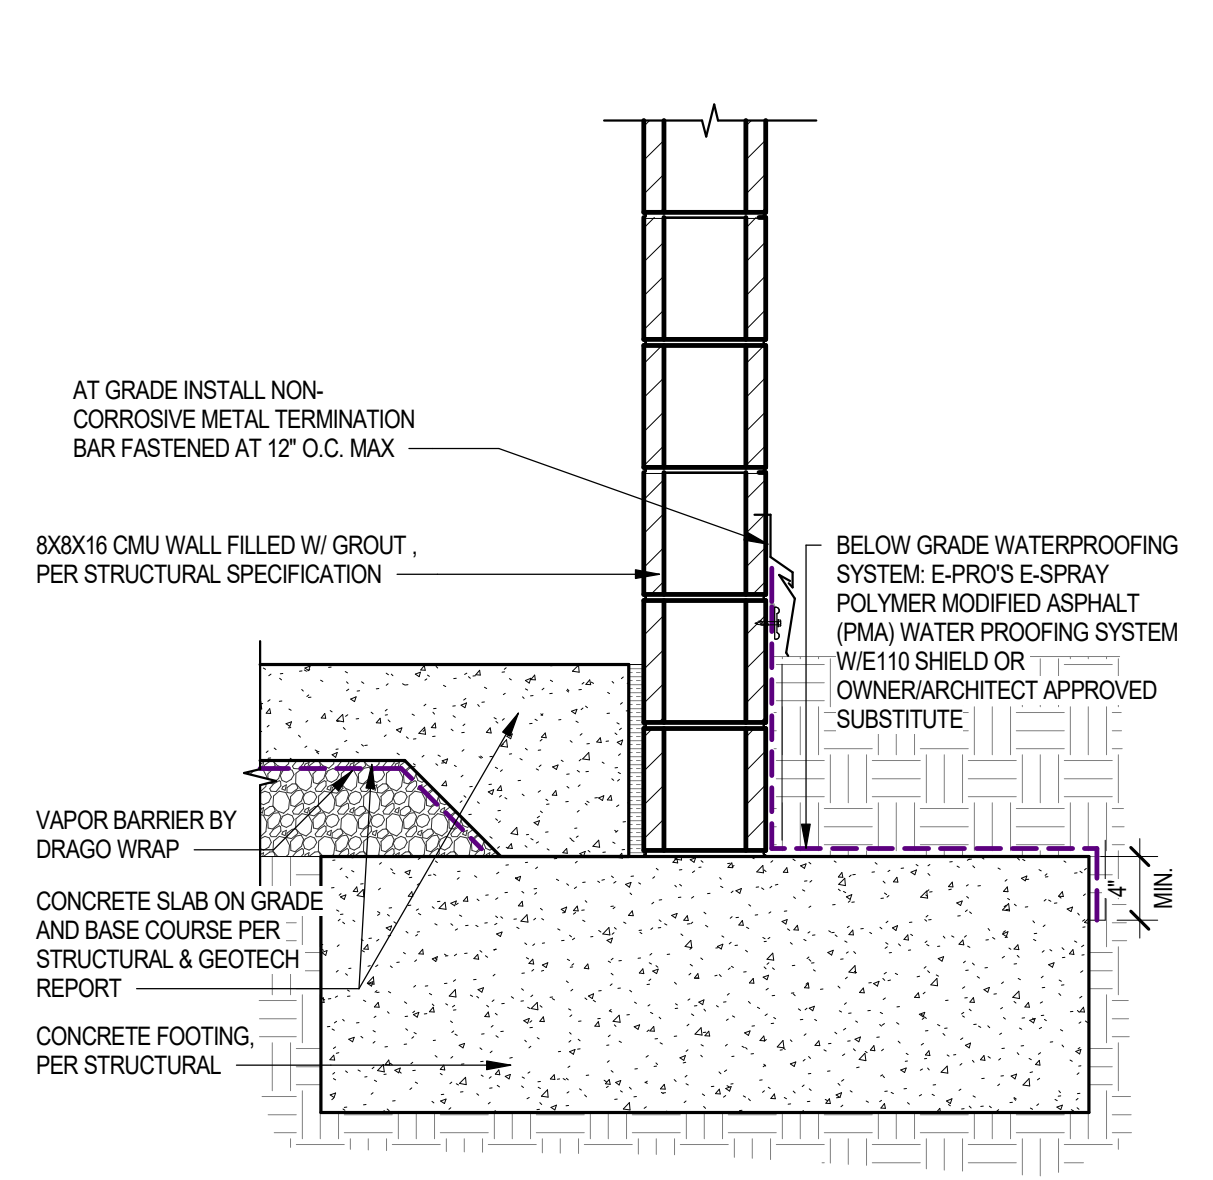 AT GRADE INSTALL NON-
CORROSIVE METAL TERMINATION
BAR FASTENED AT 12" O.C. MAX
8X8X16 CMU WALL FILLED W/ GROUT ,
PER STRUCTURAL SPECIFICATION
BELOW GRADE WATERPROOFING
SYSTEM: E-PRO'S E-SPRAY
POLYMER MODIFIED ASPHALT
(PMA) WATER PROOFING SYSTEM
W/E110 SHIELD OR
OWNER/ARCHITECT APPROVED
SUBSTITUTE
VAPOR BARRIER BY
DRAGO WRAP
CONCRETE SLAB ON GRADE
AND BASE COURSE PER
STRUCTURAL & GEOTECH
REPORT
CONCRETE FOOTING,
PER STRUCTURAL
4"
MIN.